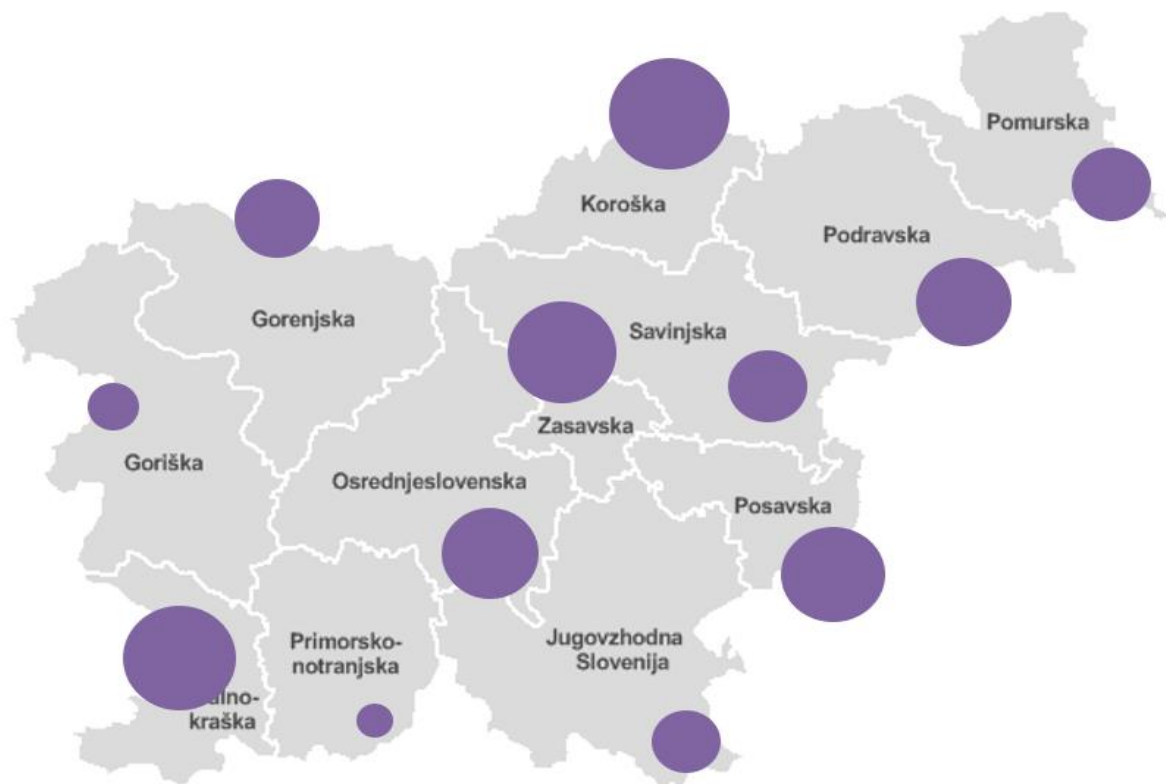 Pomurska
Koroška
Podravska
Gorenjska
Savinjska
Zasavska
Goriška
Osrednjeslovenska
Posavska
Primorsko-
notranjska
Jugovzhodna
Slovenija
kraška